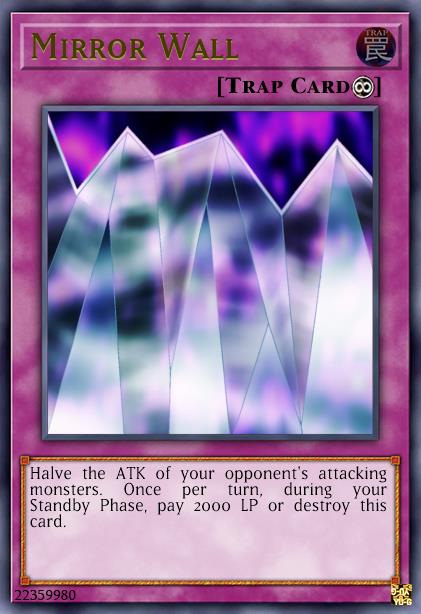 MIRROR WALL
TRAP
罠
[TRAP CARD]
Halve the ATK of your opponent's attacking
monsters. Once per turn, during your
Standby Phase, pay 2000 LP or destroy this
card.
22359980